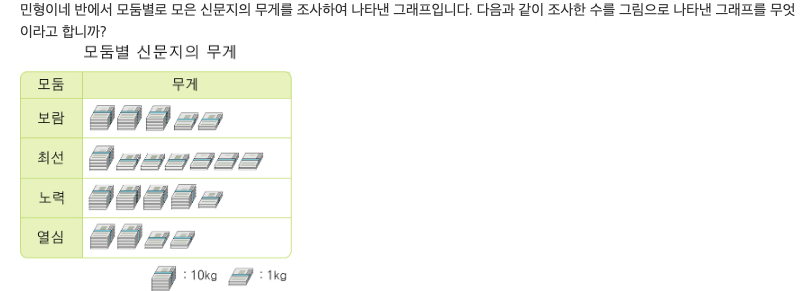 민형이네 반에서 모둠별로 모은 신문지의 무게를 조사하여 나타낸 그래프입니다. 다음과 같이 조사한 수를 그림으로 나타낸 그래프를 무엇
이라고 합니까?
모둠별 신문지의 무게
모둠 무게
보람
최선
노력
열심
: 10kg : 1kg